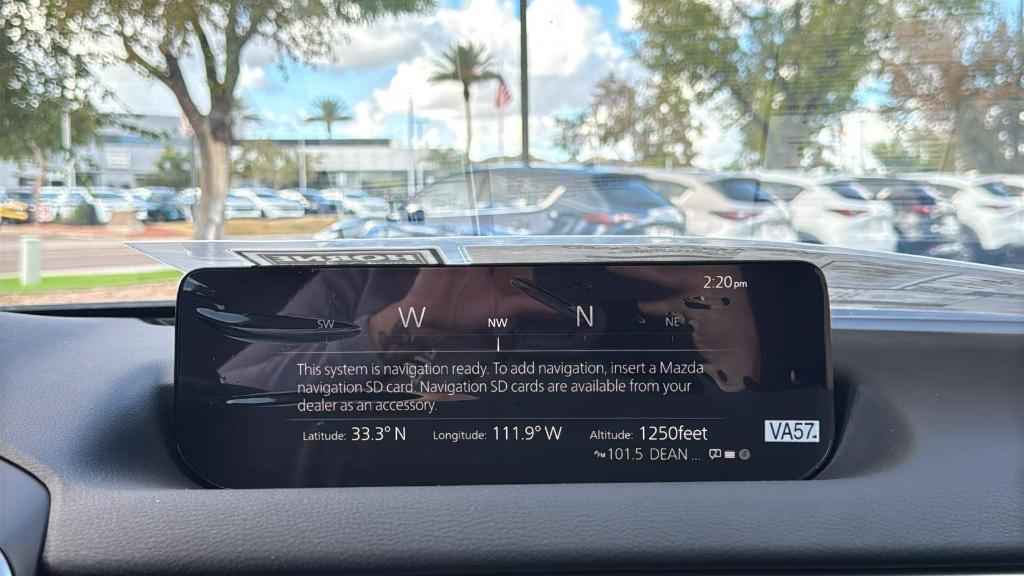 HORNE
2:20pm
SW W NW N NE
This system is navigation ready. To add navigation, insert a Mazda
navigation SD card. Navigation SD cards are available from your
dealer as an accessory.
Latitude: 33.3° N Longitude: 111.9° W Altitude: 1250feet
VA57
FM 101.5 DEAN ...